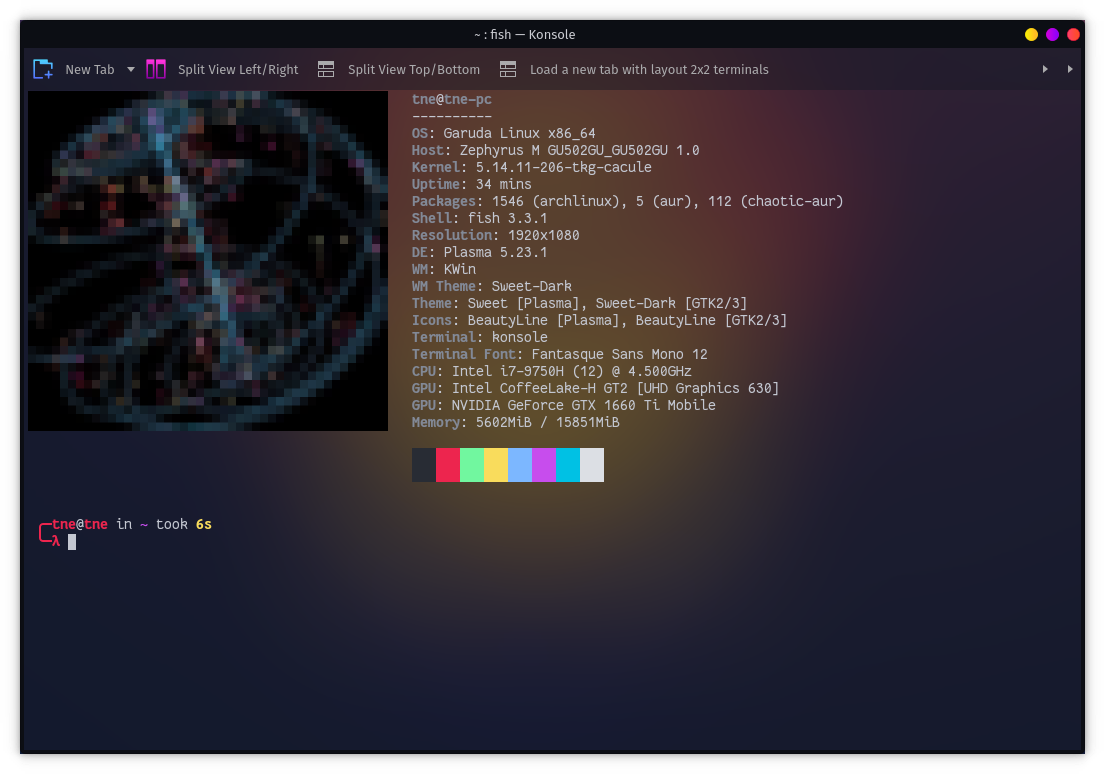 ~ : fish — Konsole
New Tab Split View Left/Right Split View Top/Bottom Load a new tab with layout 2x2 terminals
tne@tne-pc
----------
OS: Garuda Linux x86_64
Host: Zephyrus M GU502GU_GU502GU 1.0
Kernel: 5.14.11-206-tkg-cacule
Uptime: 34 mins
Packages: 1546 (archlinux), 5 (aur), 112 (chaotic-aur)
Shell: fish 3.3.1
Resolution: 1920x1080
DE: Plasma 5.23.1
WM: KWin
WM Theme: Sweet-Dark
Theme: Sweet [Plasma], Sweet-Dark [GTK2/3]
Icons: BeautyLine [Plasma], BeautyLine [GTK2/3]
Terminal: konsole
Terminal Font: Fantasque Sans Mono 12
CPU: Intel i7-9750H (12) @ 4.500GHz
GPU: Intel CoffeeLake-H GT2 [UHD Graphics 630]
GPU: NVIDIA GeForce GTX 1660 Ti Mobile
Memory: 5602MiB / 15851MiB
╭─tne@tne in ~ took 6s
╰─λ